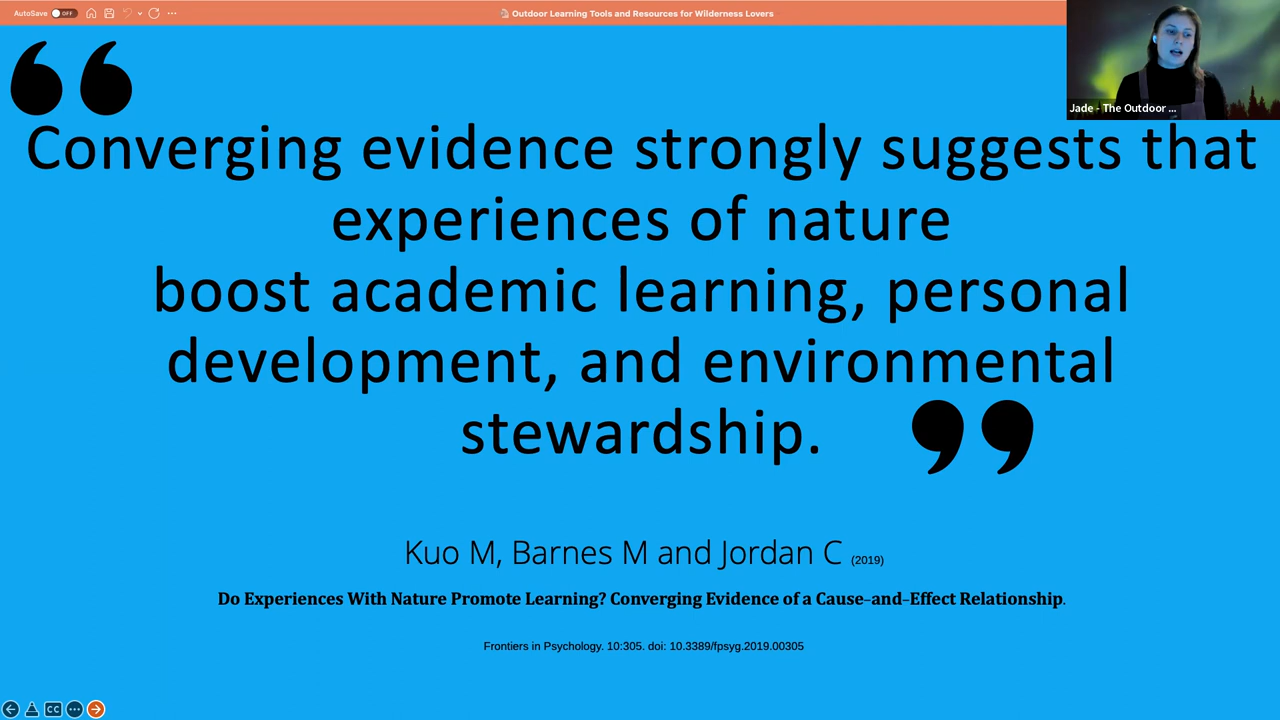 AutoSave OFF
Outdoor Learning Tools and Resources for Wilderness Lovers
Jade - The Outdoor ...
“
Converging evidence strongly suggests that
experiences of nature
boost academic learning, personal
development, and environmental
stewardship. ”
Kuo M, Barnes M and Jordan C (2019)
Do Experiences With Nature Promote Learning? Converging Evidence of a Cause–and–Effect Relationship.
Frontiers in Psychology. 10:305. doi: 10.3389/fpsyg.2019.00305
CC